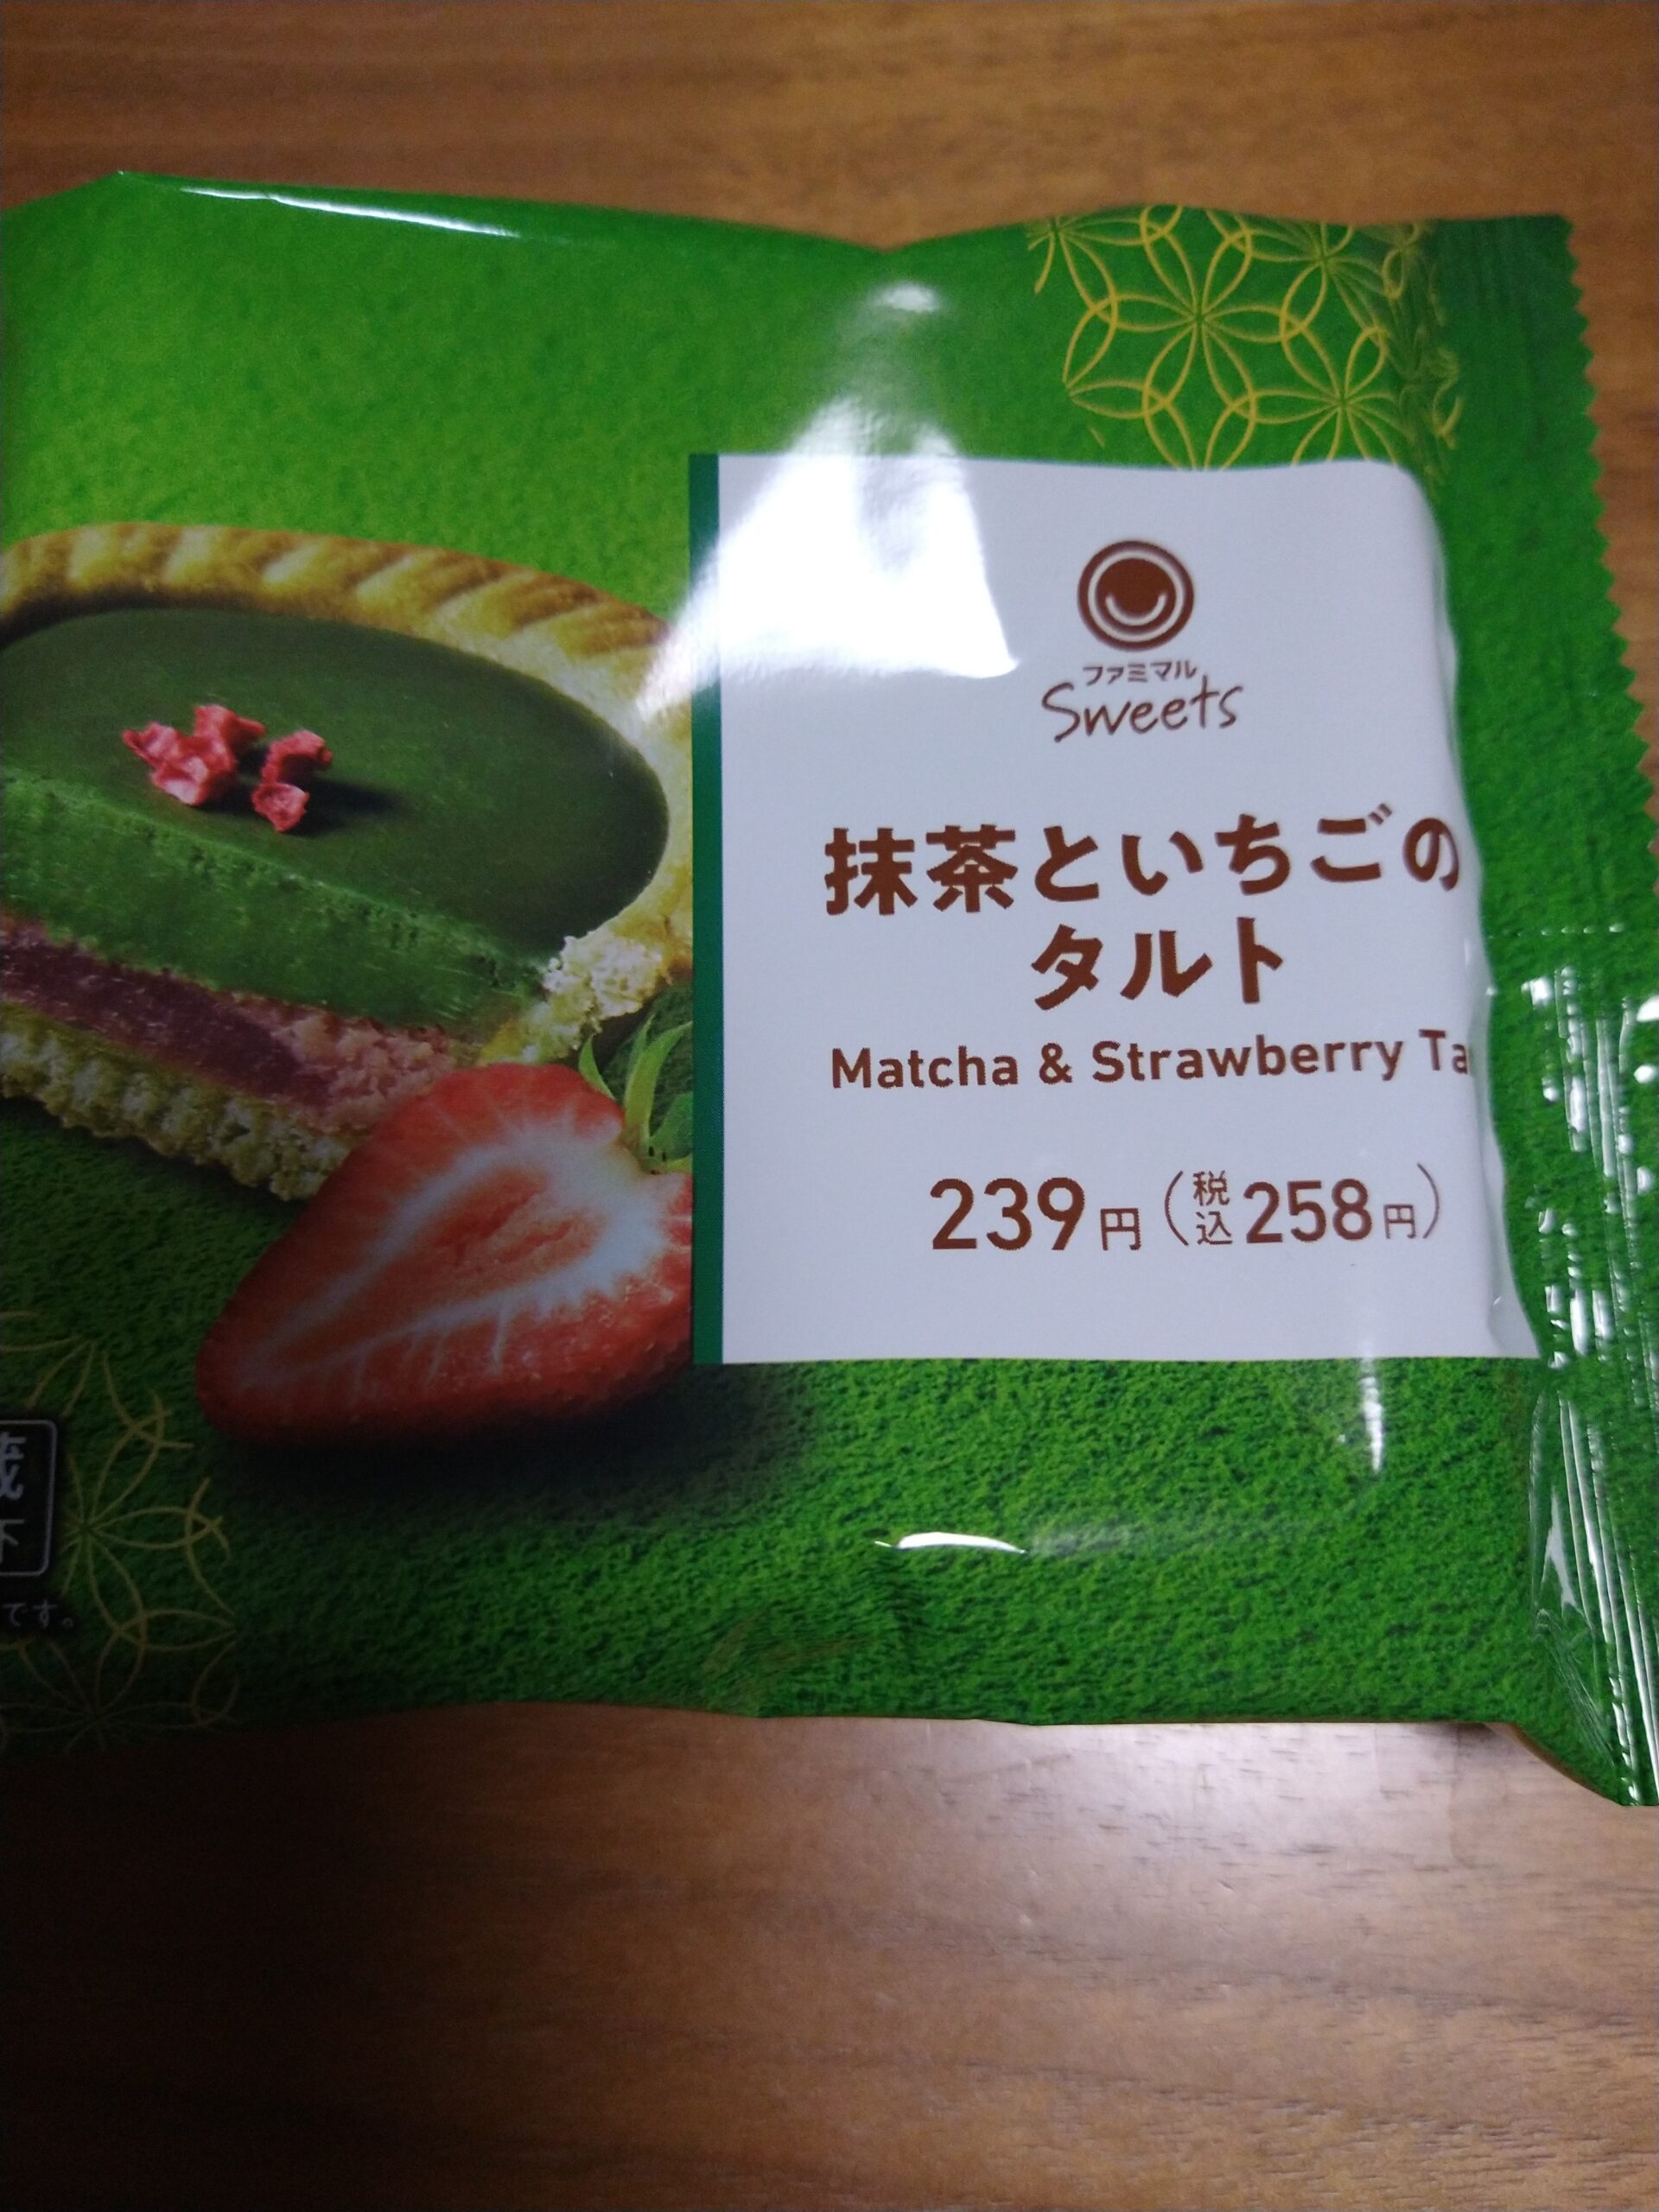 ファミマル
Sweets
抹茶といちごの
タルト
Matcha & Strawberry Ta
239円(税込258円)
です。